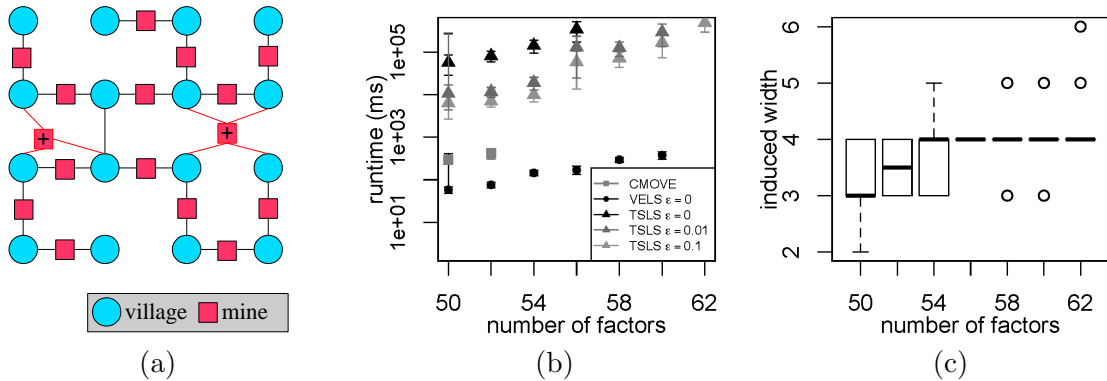 +
+
village
mine
(a)
runtime (ms)
1e+05
1e+03
1e+01
CMOVE
VELS ε = 0
TSLS ε = 0
TSLS ε = 0.01
TSLS ε = 0.1
50
54
58
62
number of factors
(b)
induced width
6
5
4
3
2
50
54
58
62
number of factors
(c)